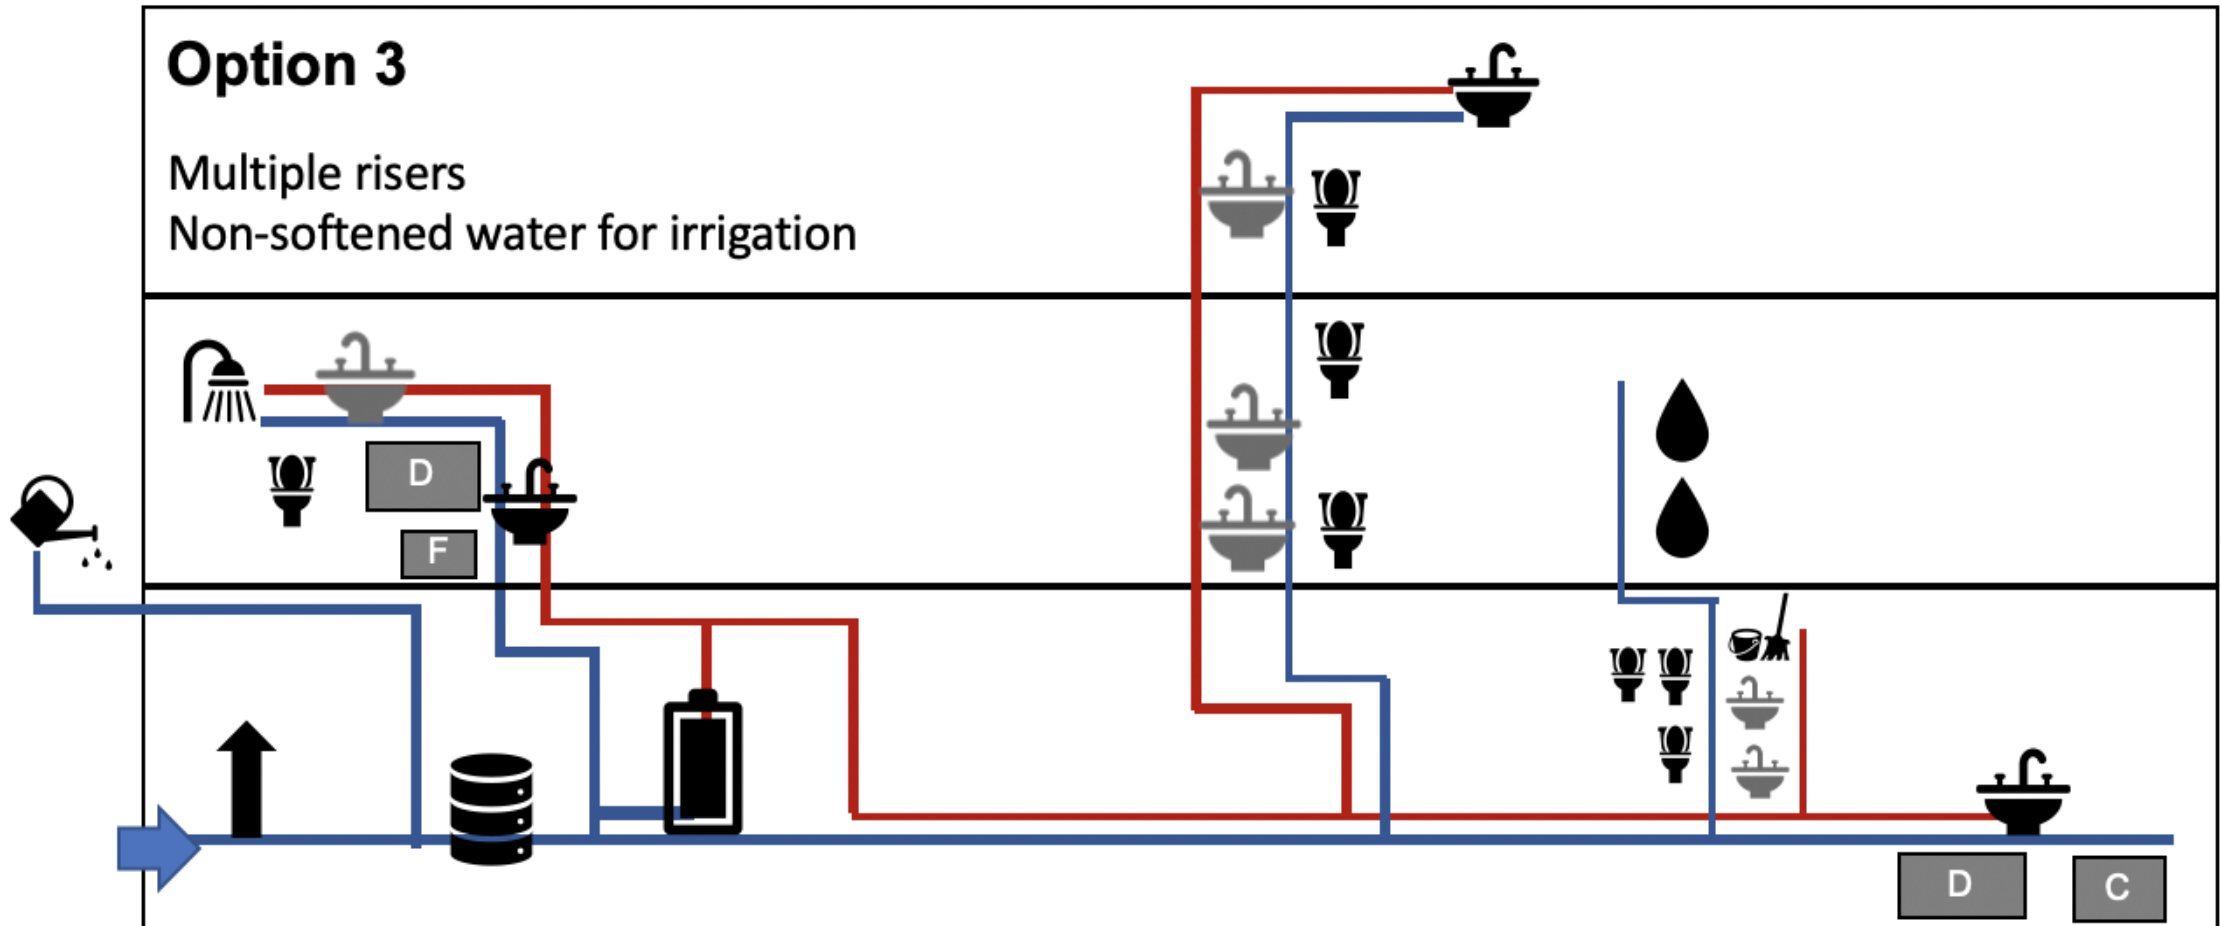 Option 3
Multiple risers
Non-softened water for irrigation
D
F
D
C